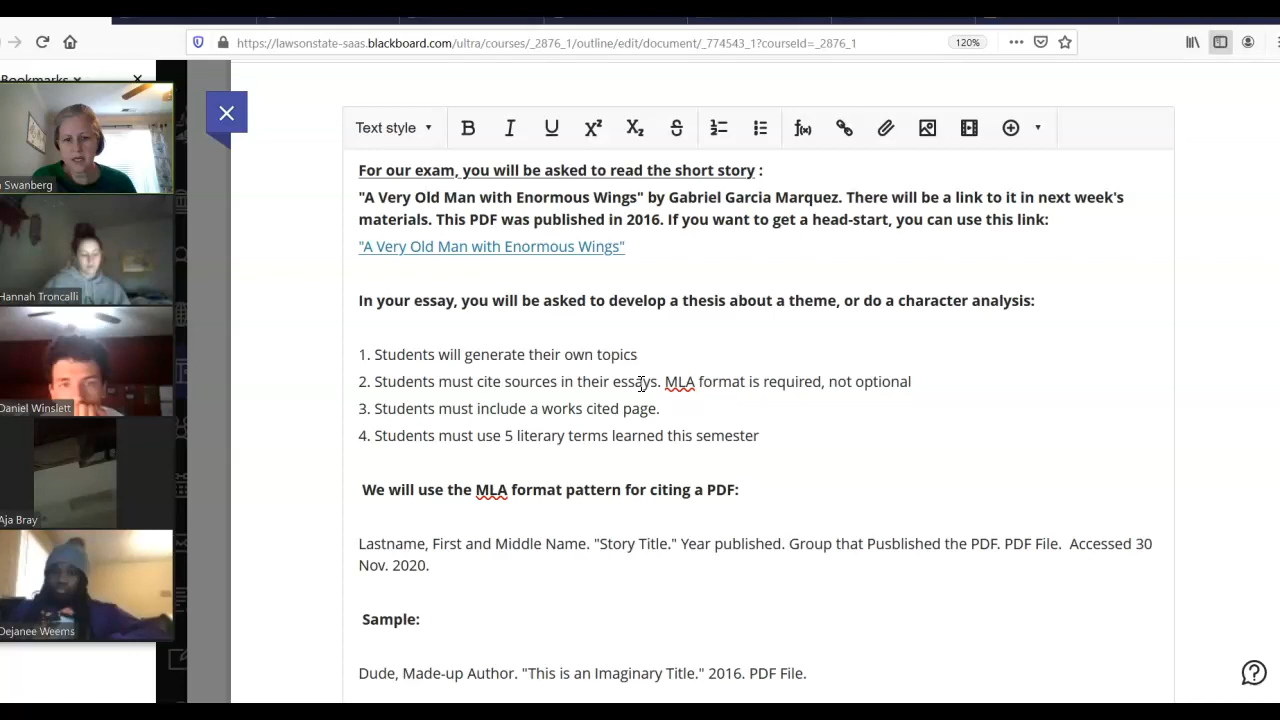 https://lawsonstate-saas.blackboard.com/ultra/courses/_2876_1/outline/edit/document/_774543_1?courseId=_2876_1
120%
Bookmarks
Swanberg
Hannah Troncalli
Daniel Winslett
Aja Bray
Dejanee Weems
Text style
For our exam, you will be asked to read the short story :
"A Very Old Man with Enormous Wings" by Gabriel Garcia Marquez. There will be a link to it in next week's
materials. This PDF was published in 2016. If you want to get a head-start, you can use this link:
"A Very Old Man with Enormous Wings"
In your essay, you will be asked to develop a thesis about a theme, or do a character analysis:
1. Students will generate their own topics
2. Students must cite sources in their essays. MLA format is required, not optional
3. Students must include a works cited page.
4. Students must use 5 literary terms learned this semester
We will use the MLA format pattern for citing a PDF:
Lastname, First and Middle Name. "Story Title." Year published. Group that Pusblished the PDF. PDF File.  Accessed 30
Nov. 2020.
Sample:
Dude, Made-up Author. "This is an Imaginary Title." 2016. PDF File.